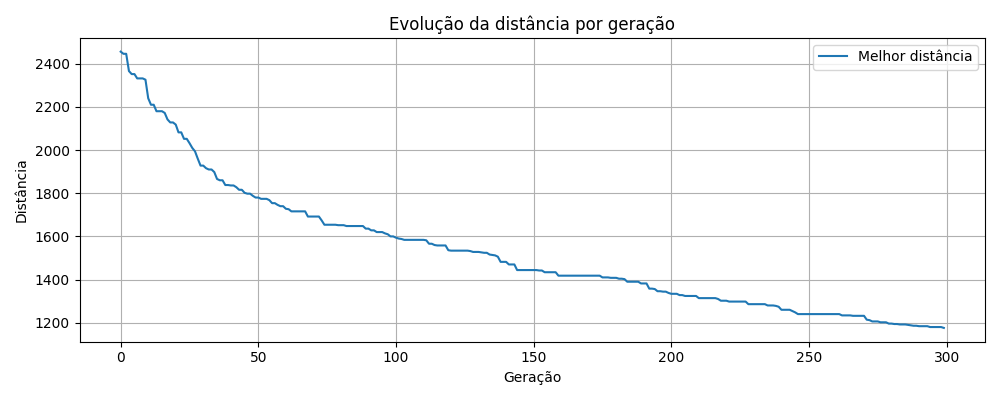 Evolução da distância por geração
Melhor distância
Distância
2400
2200
2000
1800
1600
1400
1200
0 50 100 150 200 250 300
Geração